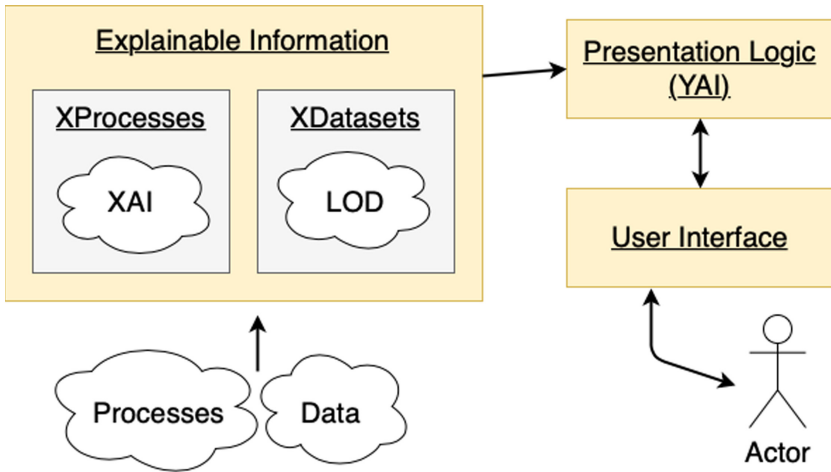 Explainable Information
XProcesses
XAI
XDatasets
LOD
Processes
Data
Presentation Logic
(YAI)
User Interface
Actor